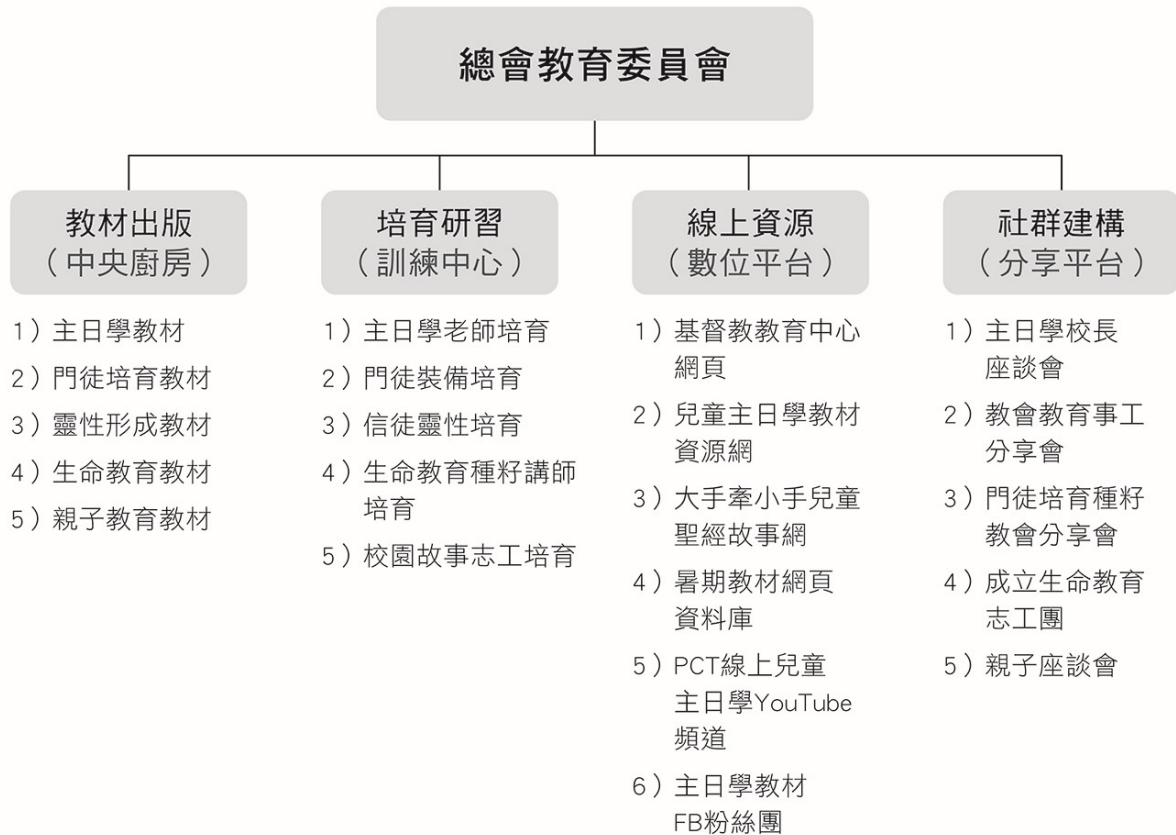 總會教育委員會
教材出版
（中央廚房）
1）主日學教材
2）門徒培育教材
3）靈性形成教材
4）生命教育教材
5）親子教育教材
培育研習
（訓練中心）
1）主日學老師培育
2）門徒裝備培育
3）信徒靈性培育
4）生命教育種籽講師
培育
5）校園故事志工培育
線上資源
（數位平台）
1）基督教教育中心
網頁
2）兒童主日學教材
資源網
3）大手牽小手兒童
聖經故事網
4）暑期教材網頁
資料庫
5）PCT線上兒童
主日學YouTube
頻道
6）主日學教材
FB粉絲團
社群建構
（分享平台）
1）主日學校長
座談會
2）教會教育事工
分享會
3）門徒培育種籽
教會分享會
4）成立生命教育
志工團
5）親子座談會